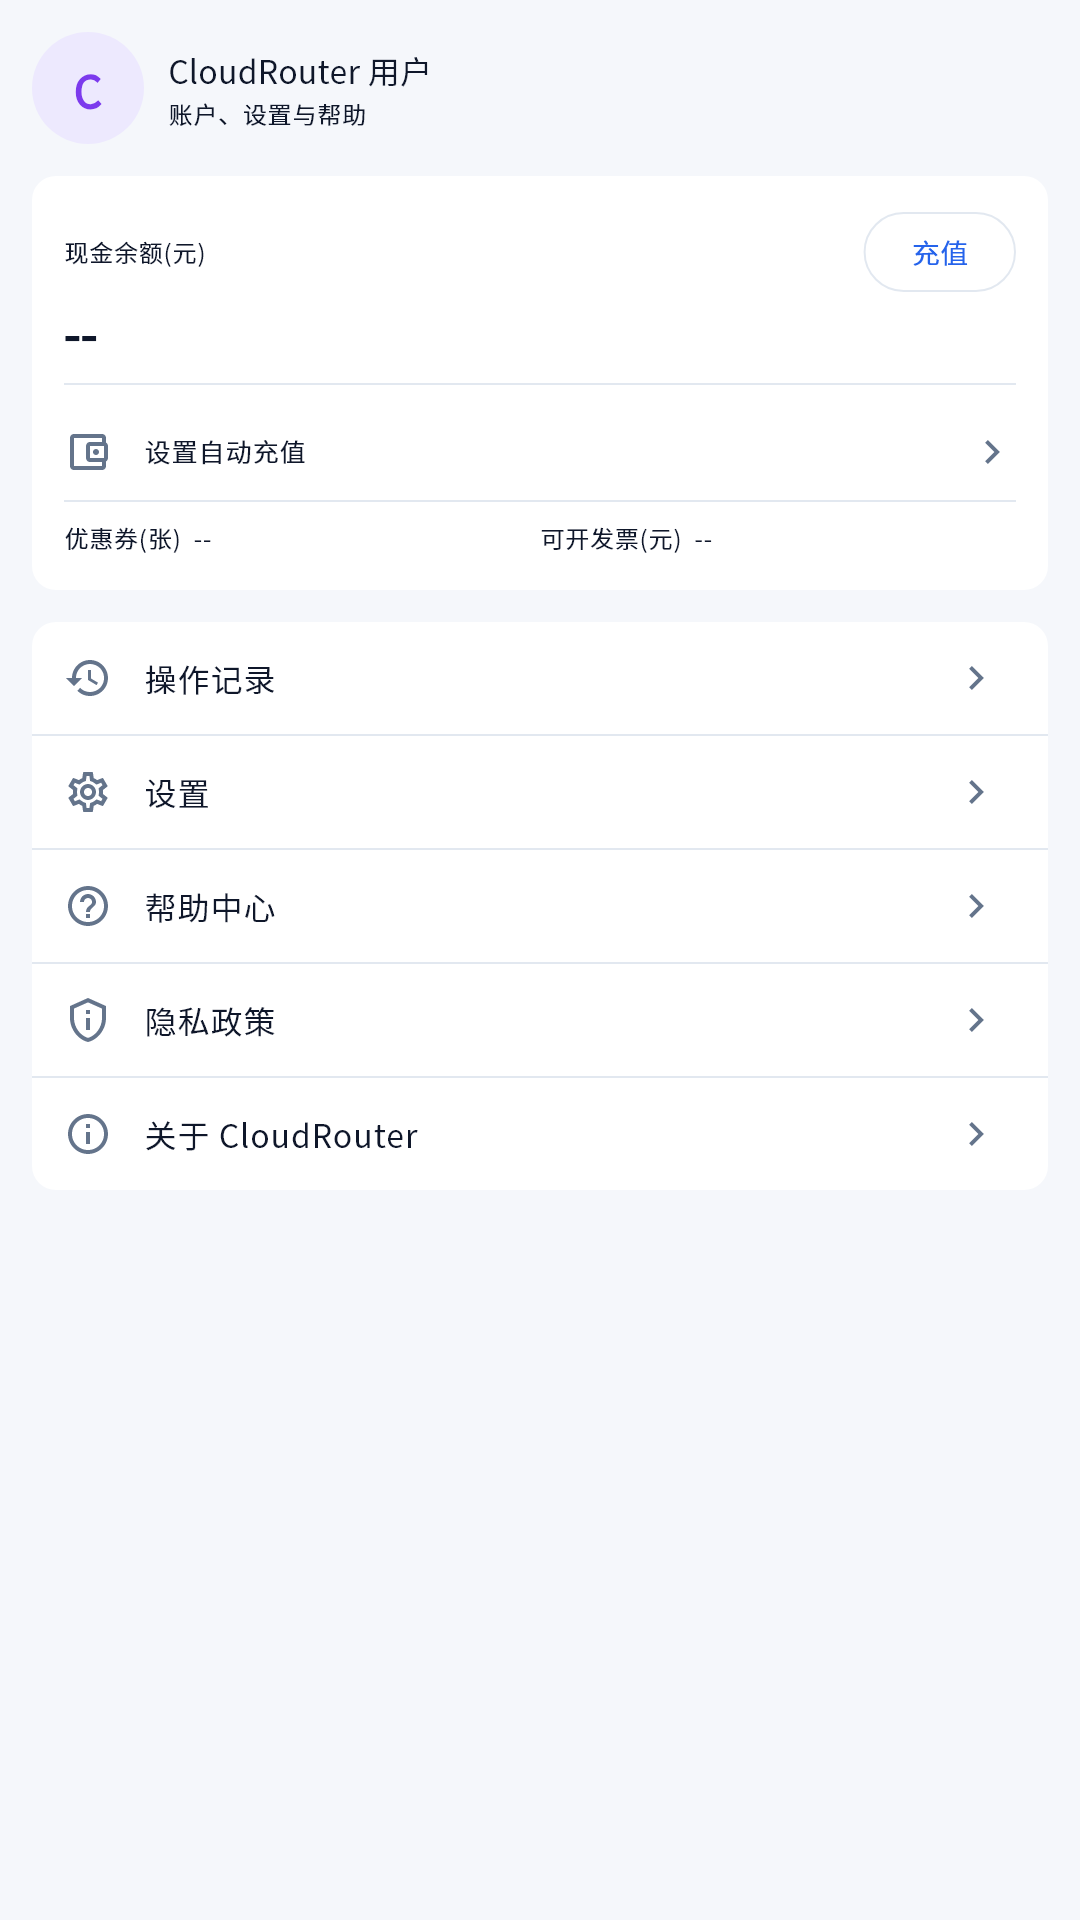 C
CloudRouter 用户
账户、设置与帮助
现金余额(元)
充值
--
设置自动充值
优惠券(张) --
可开发票(元) --
操作记录
设置
帮助中心
隐私政策
关于 CloudRouter